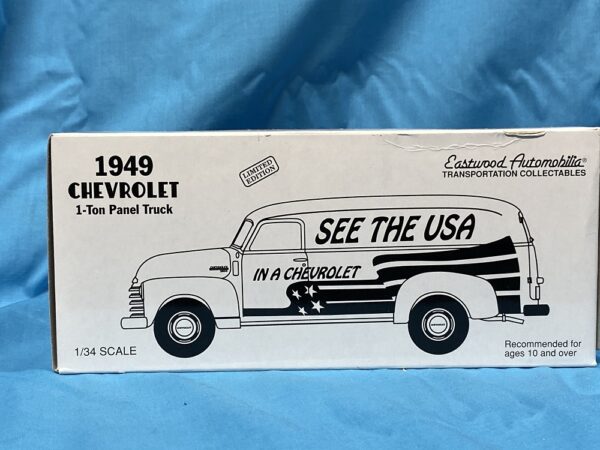 1949
CHEVROLET
1-Ton Panel Truck
LIMITED
EDITION
Eastwood Automobilia®
TRANSPORTATION COLLECTABLES
SEE THE USA
IN A CHEVROLET
1/34 SCALE
Recommended for
ages 10 and over